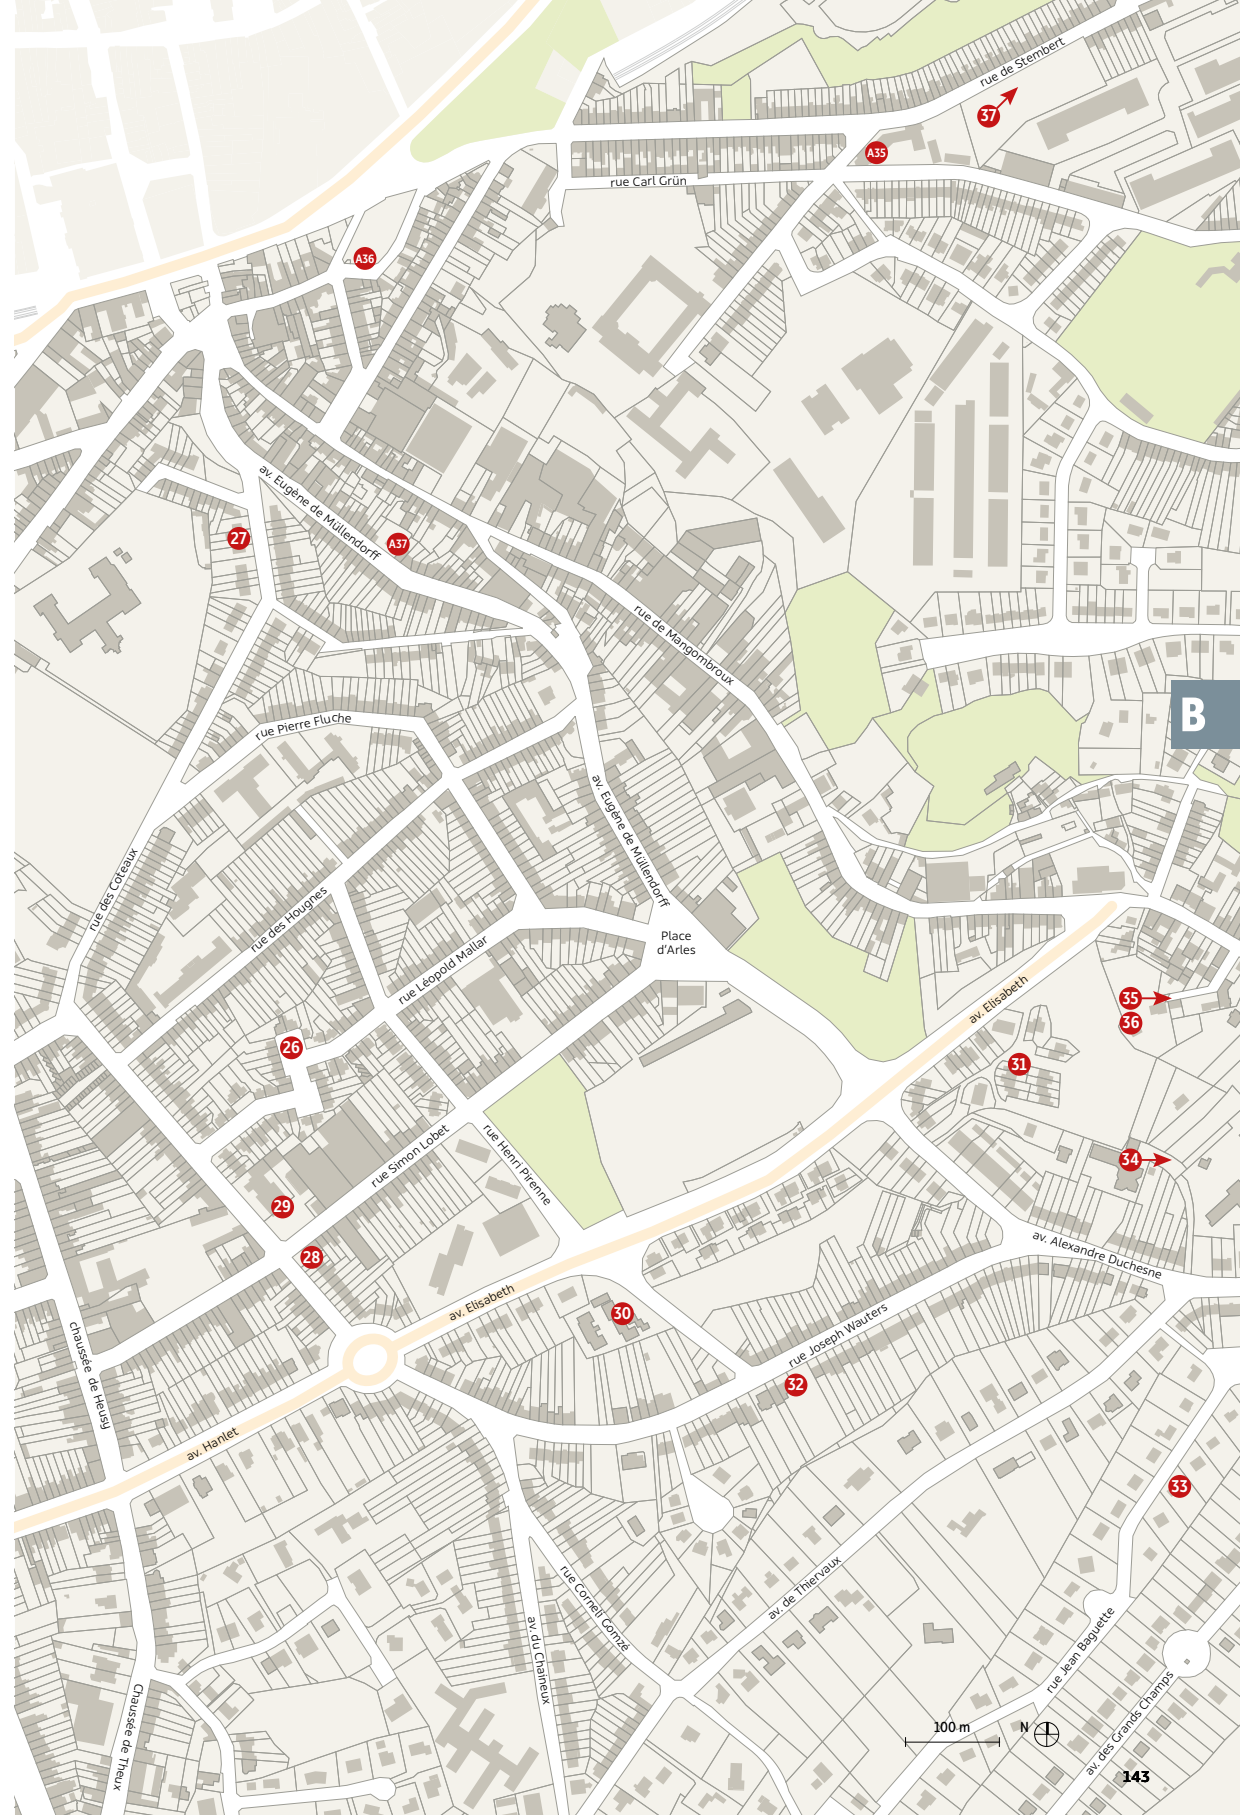 rue de Stembert
37
A35
rue Carl Grün
A36
av. Eugène de Müllendorff
27
A37
rue de Mangombroux
B
rue Pierre Fluche
av. Eugène de Müllendorff
rue des Coteaux
rue des Hougnes
Place
d'Arles
rue Léopold Mallar
av. Elisabeth
35
36
26
31
rue Simon Lobet
rue Henri Pirenne
34
29
28
av. Alexandre Duchesne
av. Elisabeth
30
rue Joseph Wauters
chaussée de Heusy
32
av. Hanlet
33
rue Corneil Gomzé
av. de Thiervaux
av. du Chaineux
rue Jean Baguette
Chaussée de Theux
av. des Grands Champs
100 m
N
143